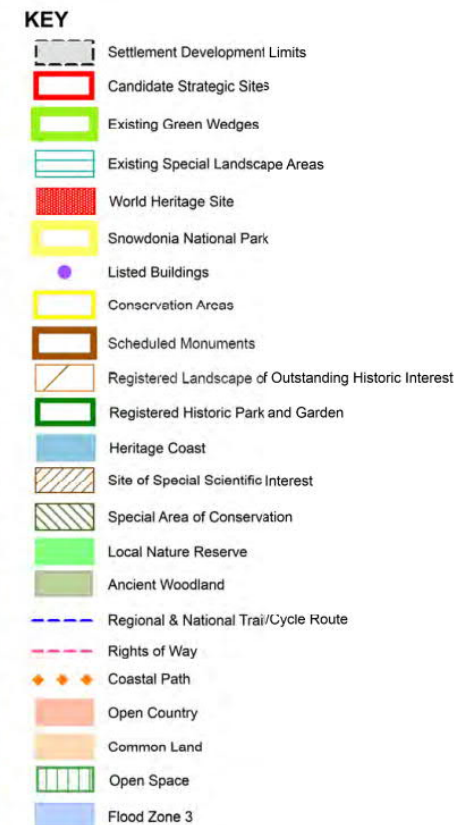 KEY
Settlement Development Limits
Candidate Strategic Sites
Existing Green Wedges
Existing Special Landscape Areas
World Heritage Site
Snowdonia National Park
Listed Buildings
Conservation Areas
Scheduled Monuments
Registered Landscape of Outstanding Historic Interest
Registered Historic Park and Garden
Heritage Coast
Site of Special Scientific Interest
Special Area of Conservation
Local Nature Reserve
Ancient Woodland
Regional & National Trail/Cycle Route
Rights of Way
Coastal Path
Open Country
Common Land
Open Space
Flood Zone 3